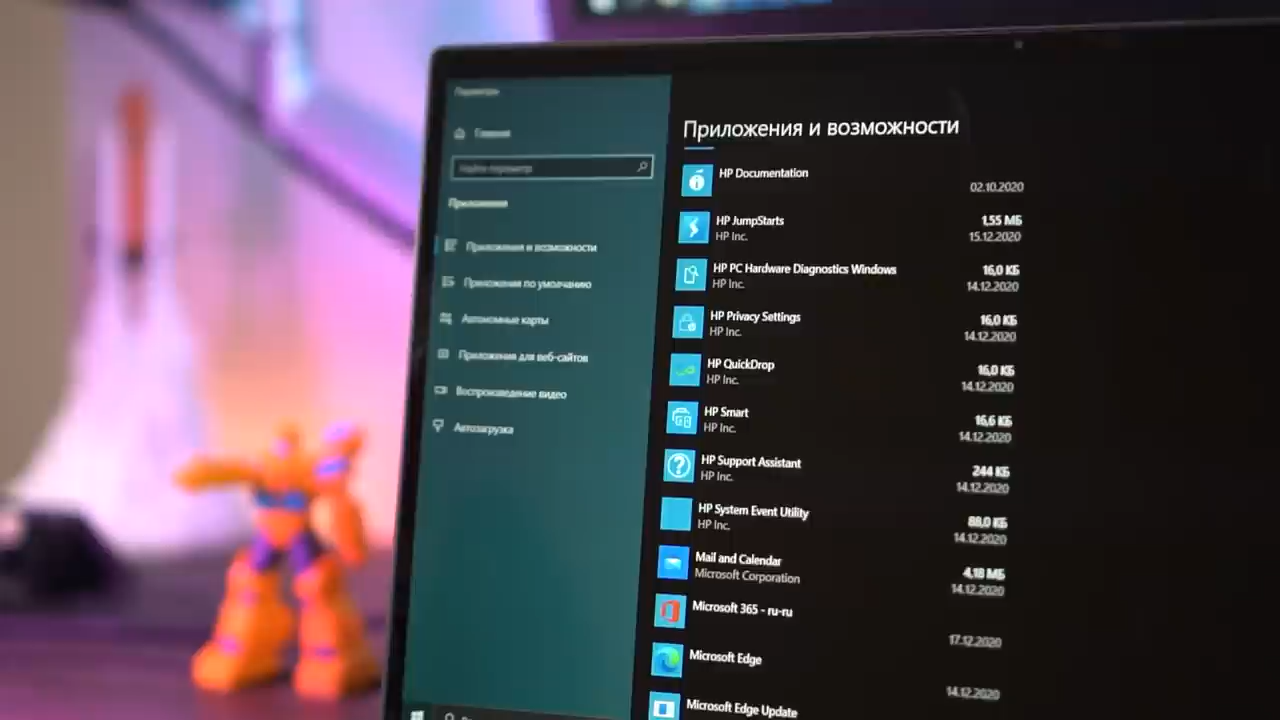 Параметры
Главная
Найти параметр
Приложения
Приложения и возможности
Приложения по умолчанию
Автономные карты
Приложения для веб-сайтов
Воспроизведение видео
Автозагрузка
Приложения и возможности
HP Documentation
02.10.2020
HP JumpStarts
1,55 МБ
HP Inc.
15.12.2020
HP PC Hardware Diagnostics Windows
16,0 КБ
HP Inc.
14.12.2020
HP Privacy Settings
16,0 КБ
HP Inc.
14.12.2020
HP QuickDrop
16,0 КБ
HP Inc.
14.12.2020
HP Smart
16,6 КБ
HP Inc.
14.12.2020
HP Support Assistant
244 КБ
HP Inc.
14.12.2020
HP System Event Utility
88,0 КБ
HP Inc.
14.12.2020
Mail and Calendar
4,18 МБ
Microsoft Corporation
14.12.2020
Microsoft 365 - ru-ru
17.12.2020
Microsoft Edge
14.12.2020
Microsoft Edge Update